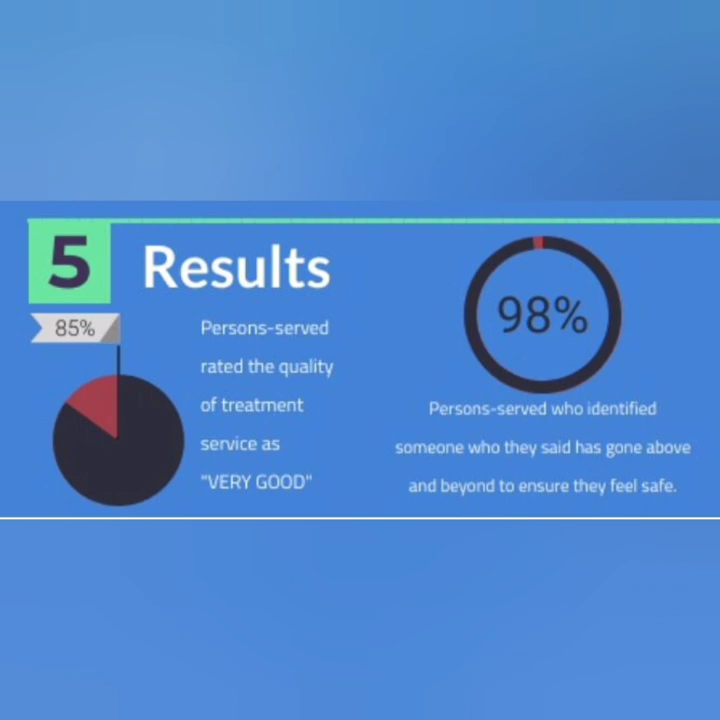 5 Results
85%
Persons-served
rated the quality
of treatment
service as
"VERY GOOD"
98%
Persons-served who identified
someone who they said has gone above
and beyond to ensure they feel safe.